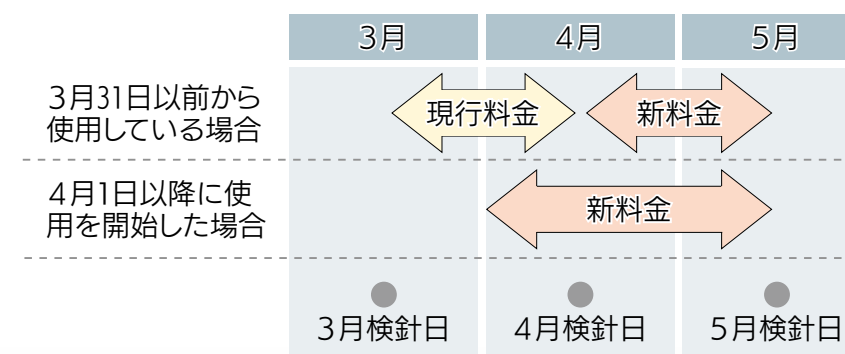 3月 4月 5月
3月31日以前から
使用している場合
現行料金 新料金
4月1日以降に使
用を開始した場合
新料金
3月検針日 4月検針日 5月検針日